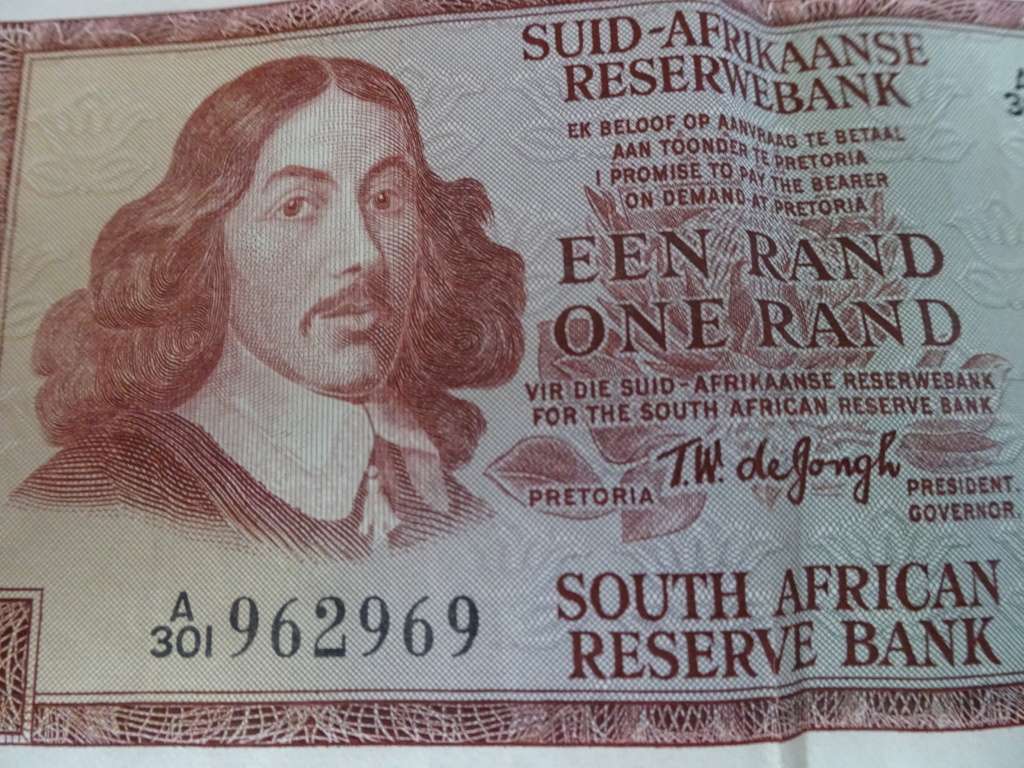 SUID-AFRIKAANSE
RESERWEBANK
EK BELOOF OP AANVRAAG TE BETAAL
AAN TOONDER TE PRETORIA
I PROMISE TO PAY THE BEARER
ON DEMAND AT PRETORIA
EEN RAND
ONE RAND
VIR DIE SUID-AFRIKAANSE RESERWEBANK
FOR THE SOUTH AFRICAN RESERVE BANK
PRETORIA T.W. de Jongh PRESIDENT.
GOVERNOR.
A
301 962969
SOUTH AFRICAN
RESERVE BANK